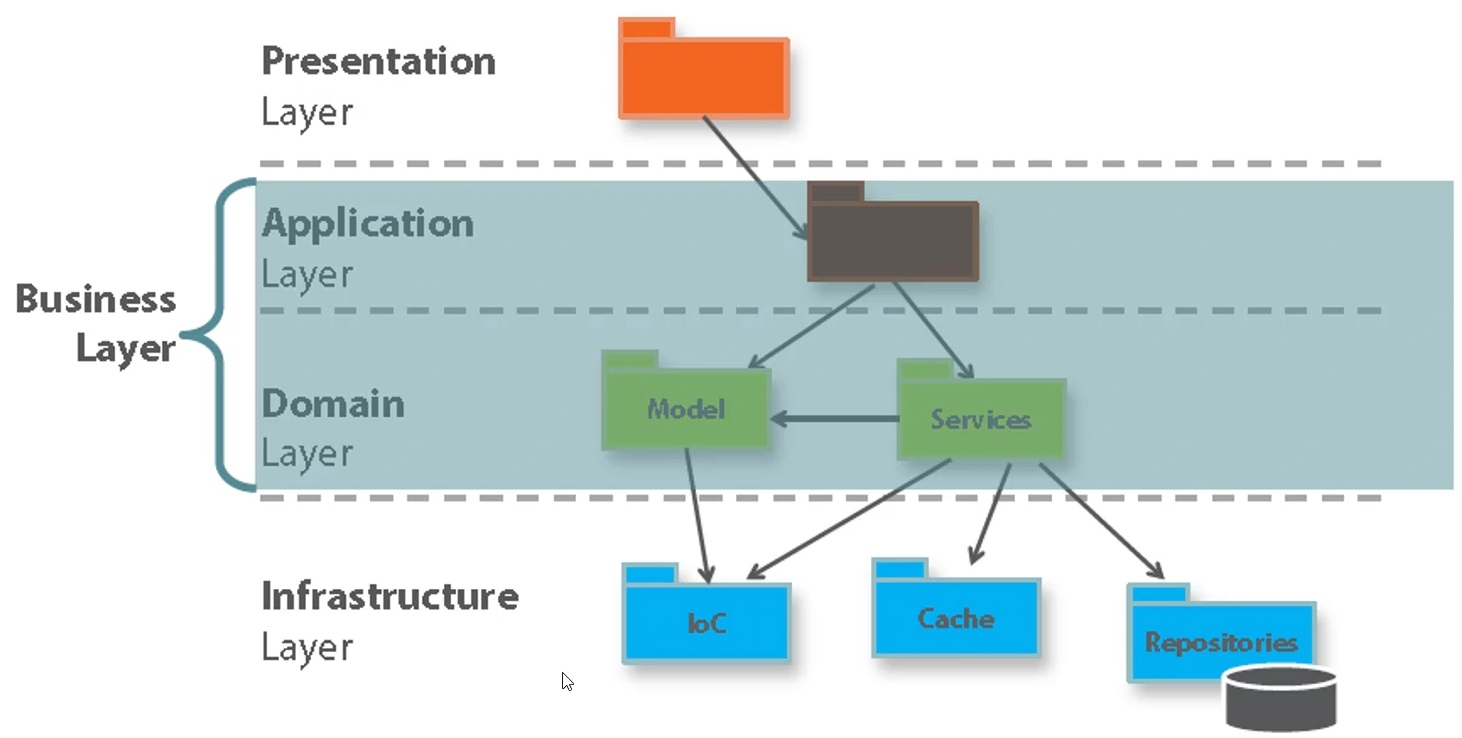 Presentation
Layer
Application
Layer
Business
Layer
Domain
Layer
Model
Services
Infrastructure
Layer
IoC
Cache
Repositories